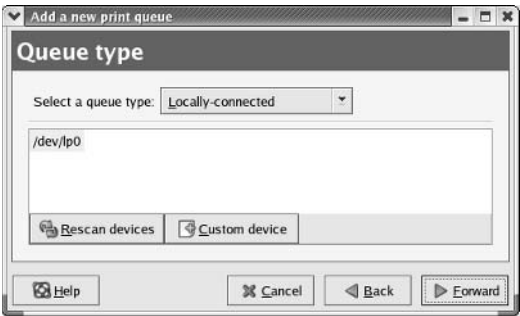 Add a new print queue
Queue type
Select a queue type: Locally-connected
/dev/lp0
Rescan devices Custom device
Help Cancel Back Forward